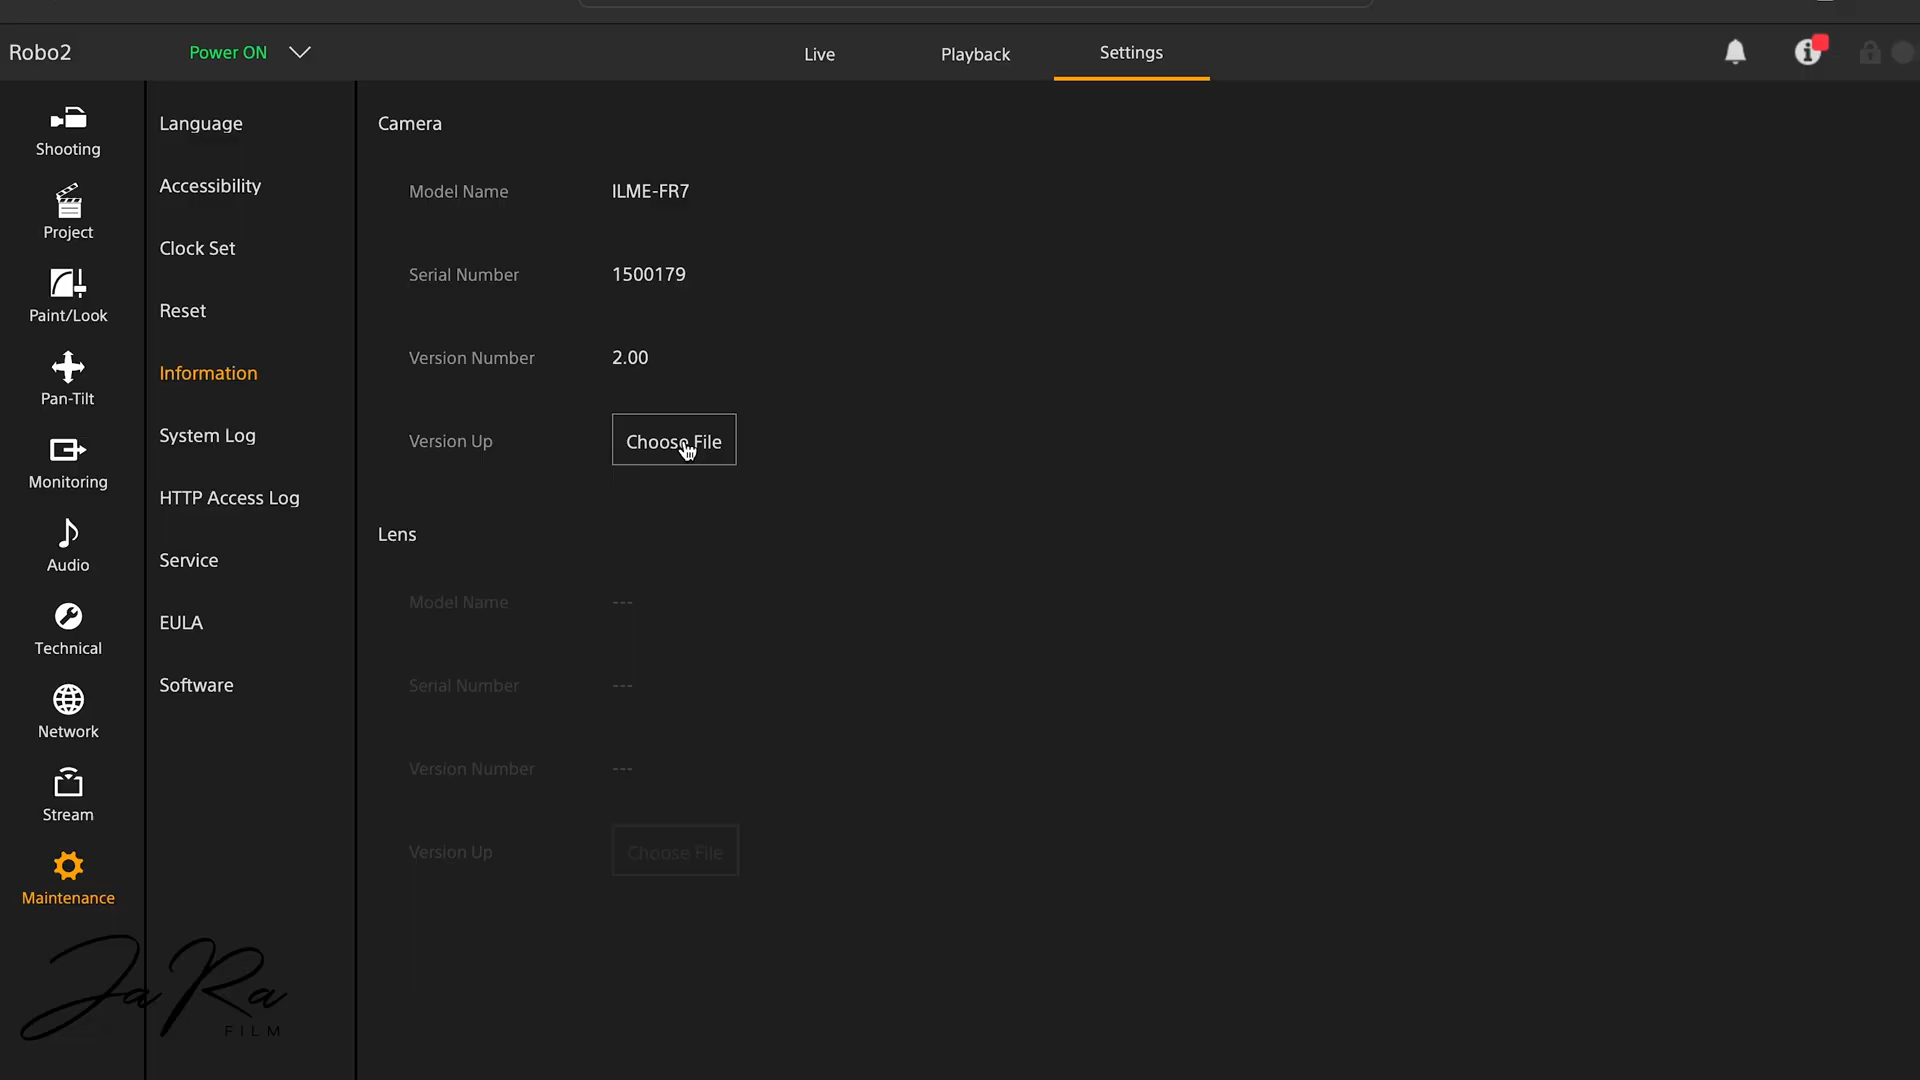 Robo2
Power ON
Live
Playback
Settings
Shooting
Project
Paint/Look
Pan-Tilt
Monitoring
Audio
Technical
Network
Stream
Maintenance
Language
Accessibility
Clock Set
Reset
Information
System Log
HTTP Access Log
Service
EULA
Software
Camera
Model Name ILME-FR7
Serial Number 1500179
Version Number 2.00
Version Up Choose File
Lens
Model Name ---
Serial Number ---
Version Number ---
Version Up Choose File
JaRa
FILM